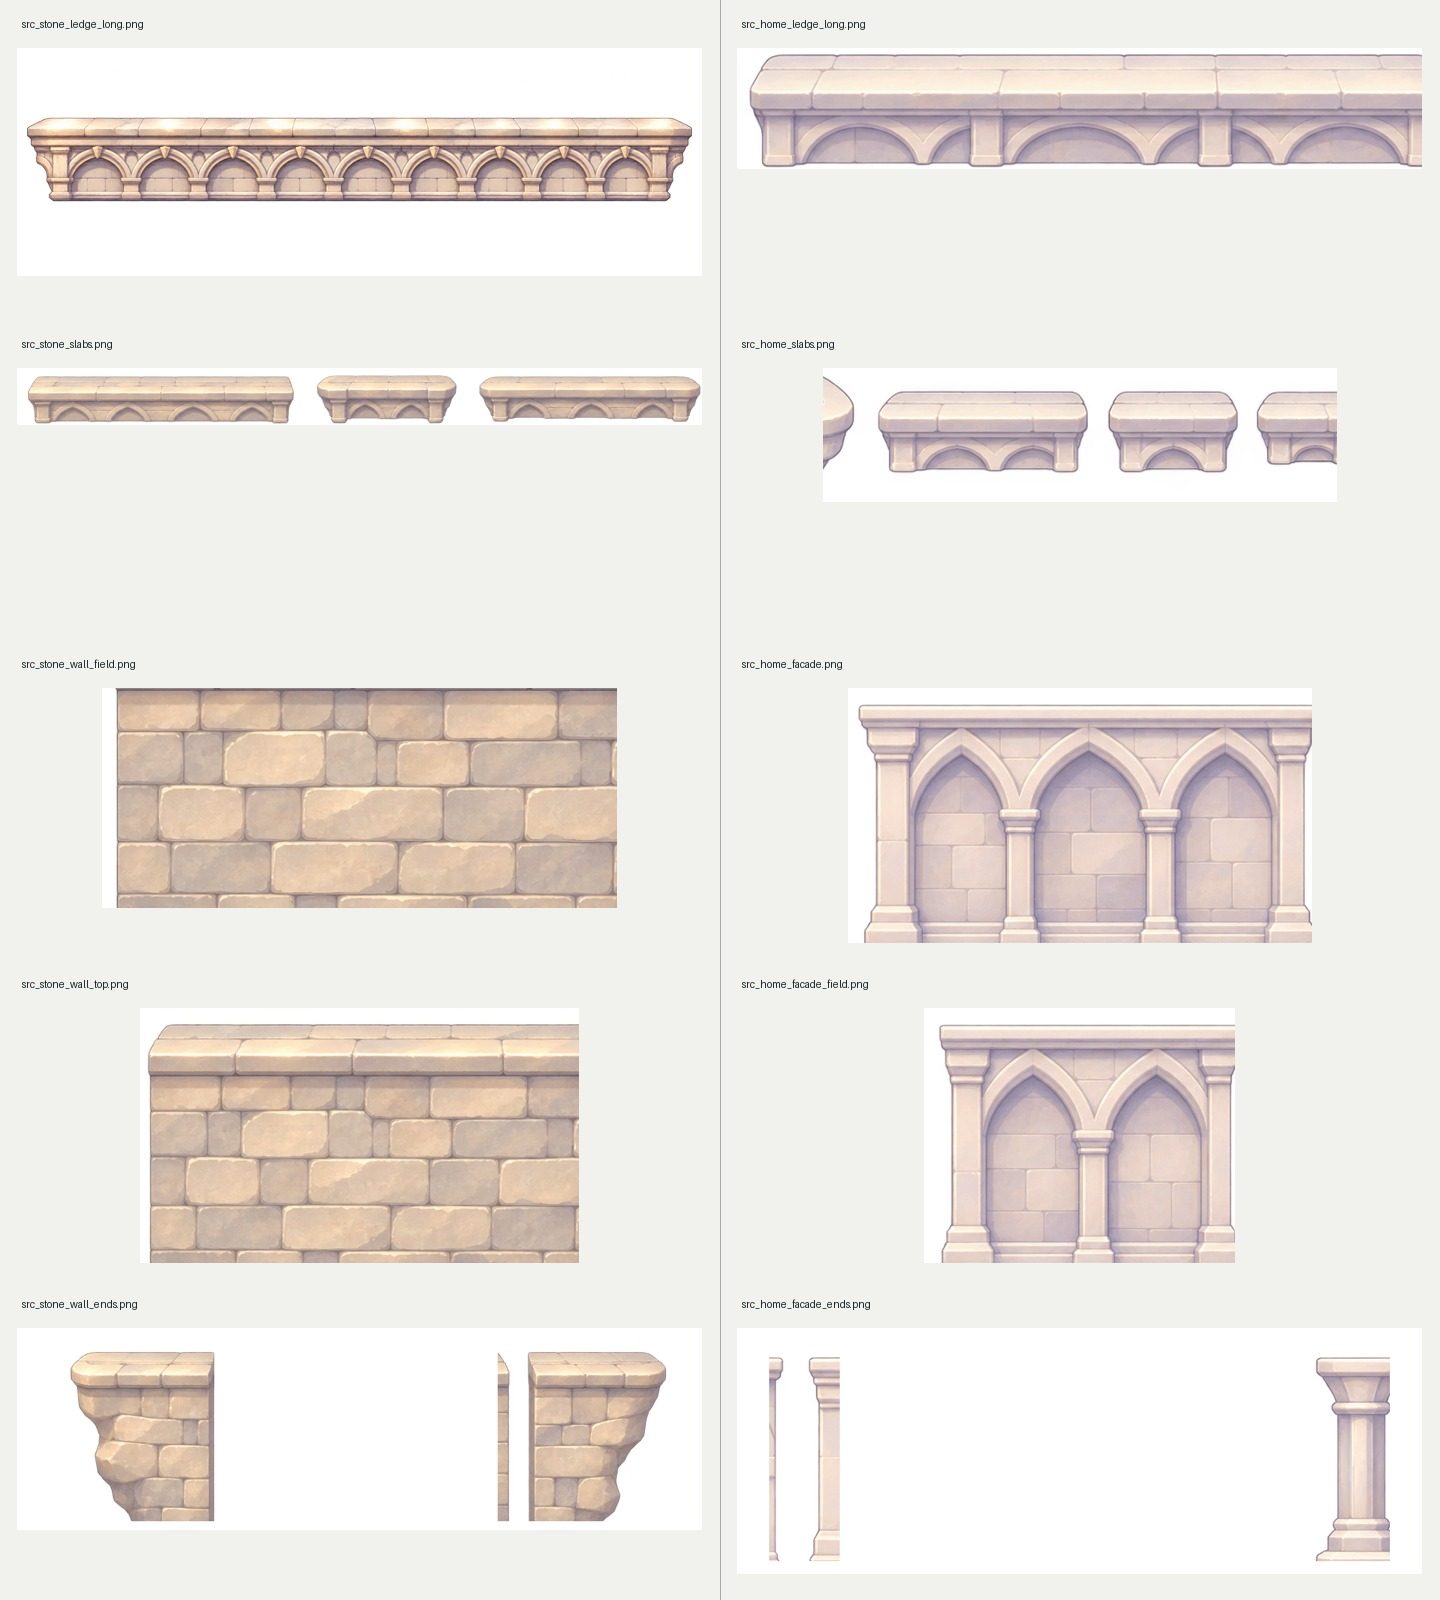 src_stone_ledge_long.png
src_home_ledge_long.png
src_stone_slabs.png
src_home_slabs.png
src_stone_wall_field.png
src_home_facade.png
src_stone_wall_top.png
src_home_facade_field.png
src_stone_wall_ends.png
src_home_facade_ends.png